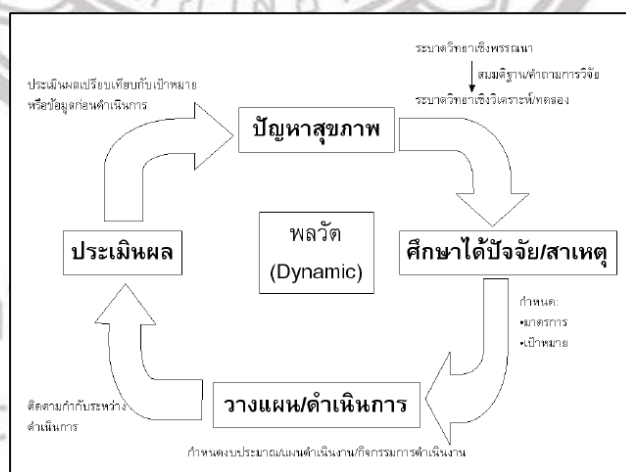 ระบาดวิทยาเชิงพรรณนา
สมมติฐาน/คำถามการวิจัย
ระบาดวิทยาเชิงวิเคราะห์/ทดลอง
ประเมินผลเปรียบเทียบกับเป้าหมาย
หรือข้อมูลก่อนดำเนินการ
ปัญหาสุขภาพ
ประเมินผล
พลวัต
(Dynamic)
ศึกษาได้ปัจจัย/สาเหตุ
กำหนด:
•มาตรการ
•เป้าหมาย
วางแผน/ดำเนินการ
ติดตามกำกับระหว่าง
ดำเนินการ
กำหนดงบประมาณ/แผนดำเนินงาน/กิจกรรมการดำเนินงาน